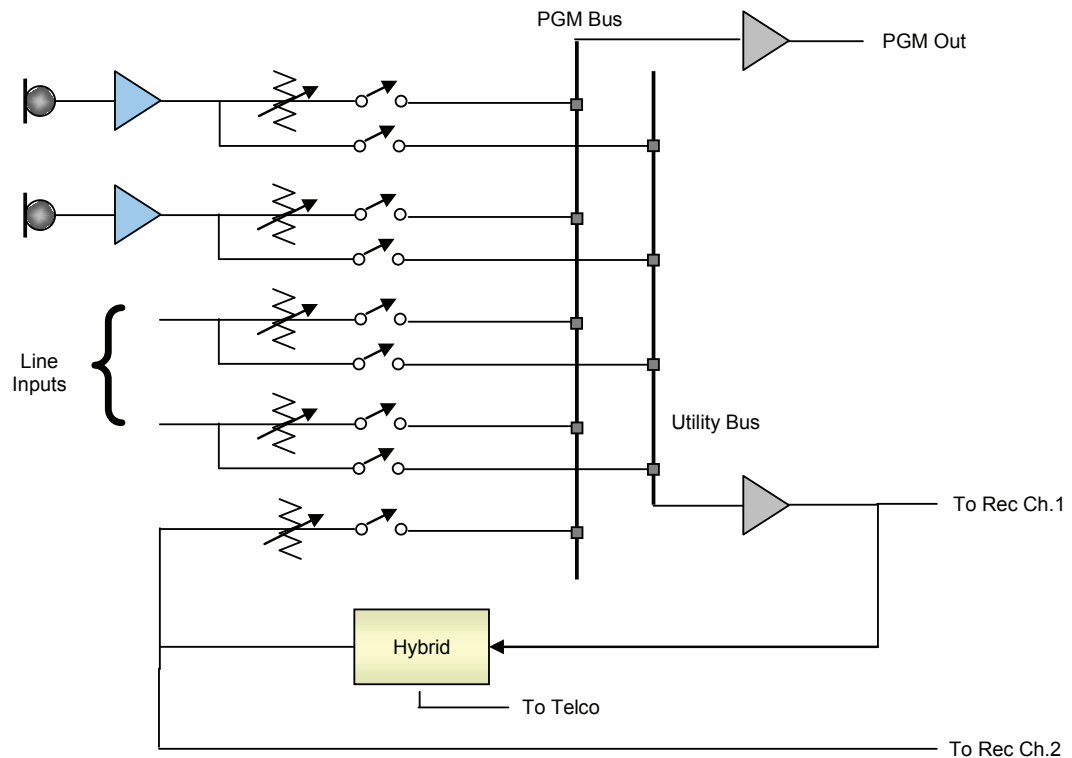 PGM Bus
PGM Out
Line
Inputs
Utility Bus
To Rec Ch.1
Hybrid
To Telco
To Rec Ch.2